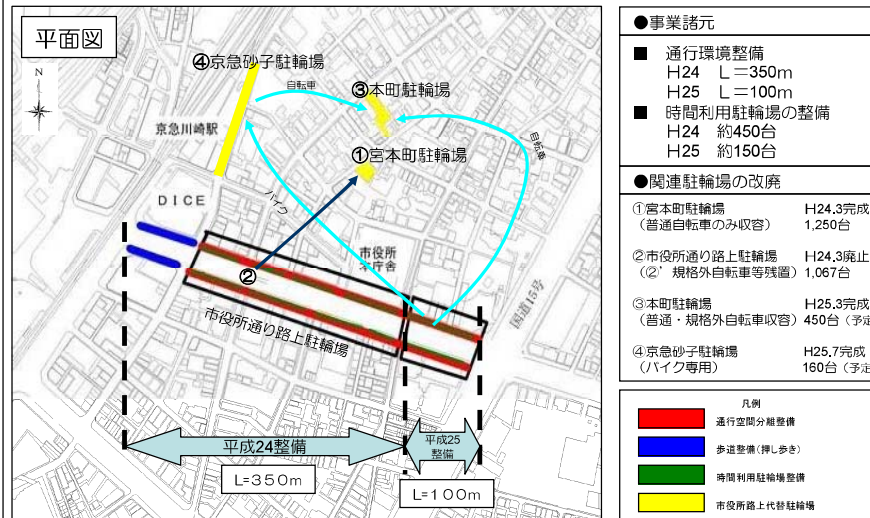 平面図
N
④京急砂子駐輪場
自転車
③本町駐輪場
京急川崎駅
①宮本町駐輪場
自転車
バイク
DICE
市役所
本庁舎
②
国道15号
市役所通り路上駐輪場
平成24整備
平成25
整備
L=350m
L=100m
●事業諸元
■ 通行環境整備
H24 L=350m
H25 L=100m
■ 時間利用駐輪場の整備
H24 約450台
H25 約150台
●関連駐輪場の改廃
①宮本町駐輪場 H24.3完成
(普通自転車のみ収容) 1,250台
②市役所通り路上駐輪場 H24.3廃止
(②’規格外自転車等残置) 1,067台
③本町駐輪場 H25.3完成
(普通・規格外自転車収容) 450台(予定
④京急砂子駐輪場 H25.7完成
(バイク専用) 160台(予定
凡例
通行空間分離整備
歩道整備(押し歩き)
時間利用駐輪場整備
市役所路上代替駐輪場